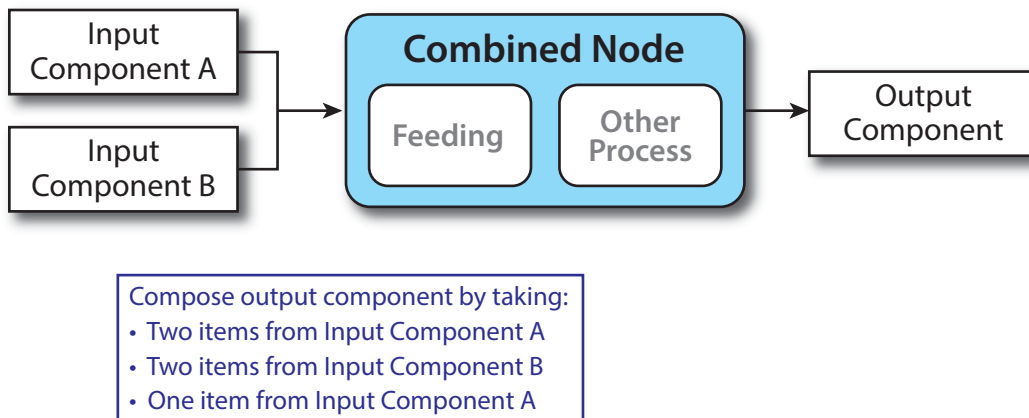 Input
Component A
Input
Component B
Combined Node
Feeding
Other
Process
Output
Component
Compose output component by taking:
• Two items from Input Component A
• Two items from Input Component B
• One item from Input Component A